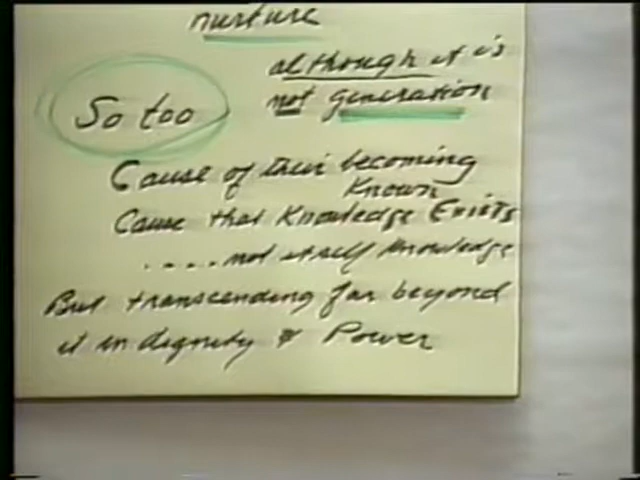 nurture
although it is
So too
not generation
Cause of their becoming
Known
Cause that Knowledge Exists
.....not itself Knowledge
But transcending far beyond
it in dignity & Power